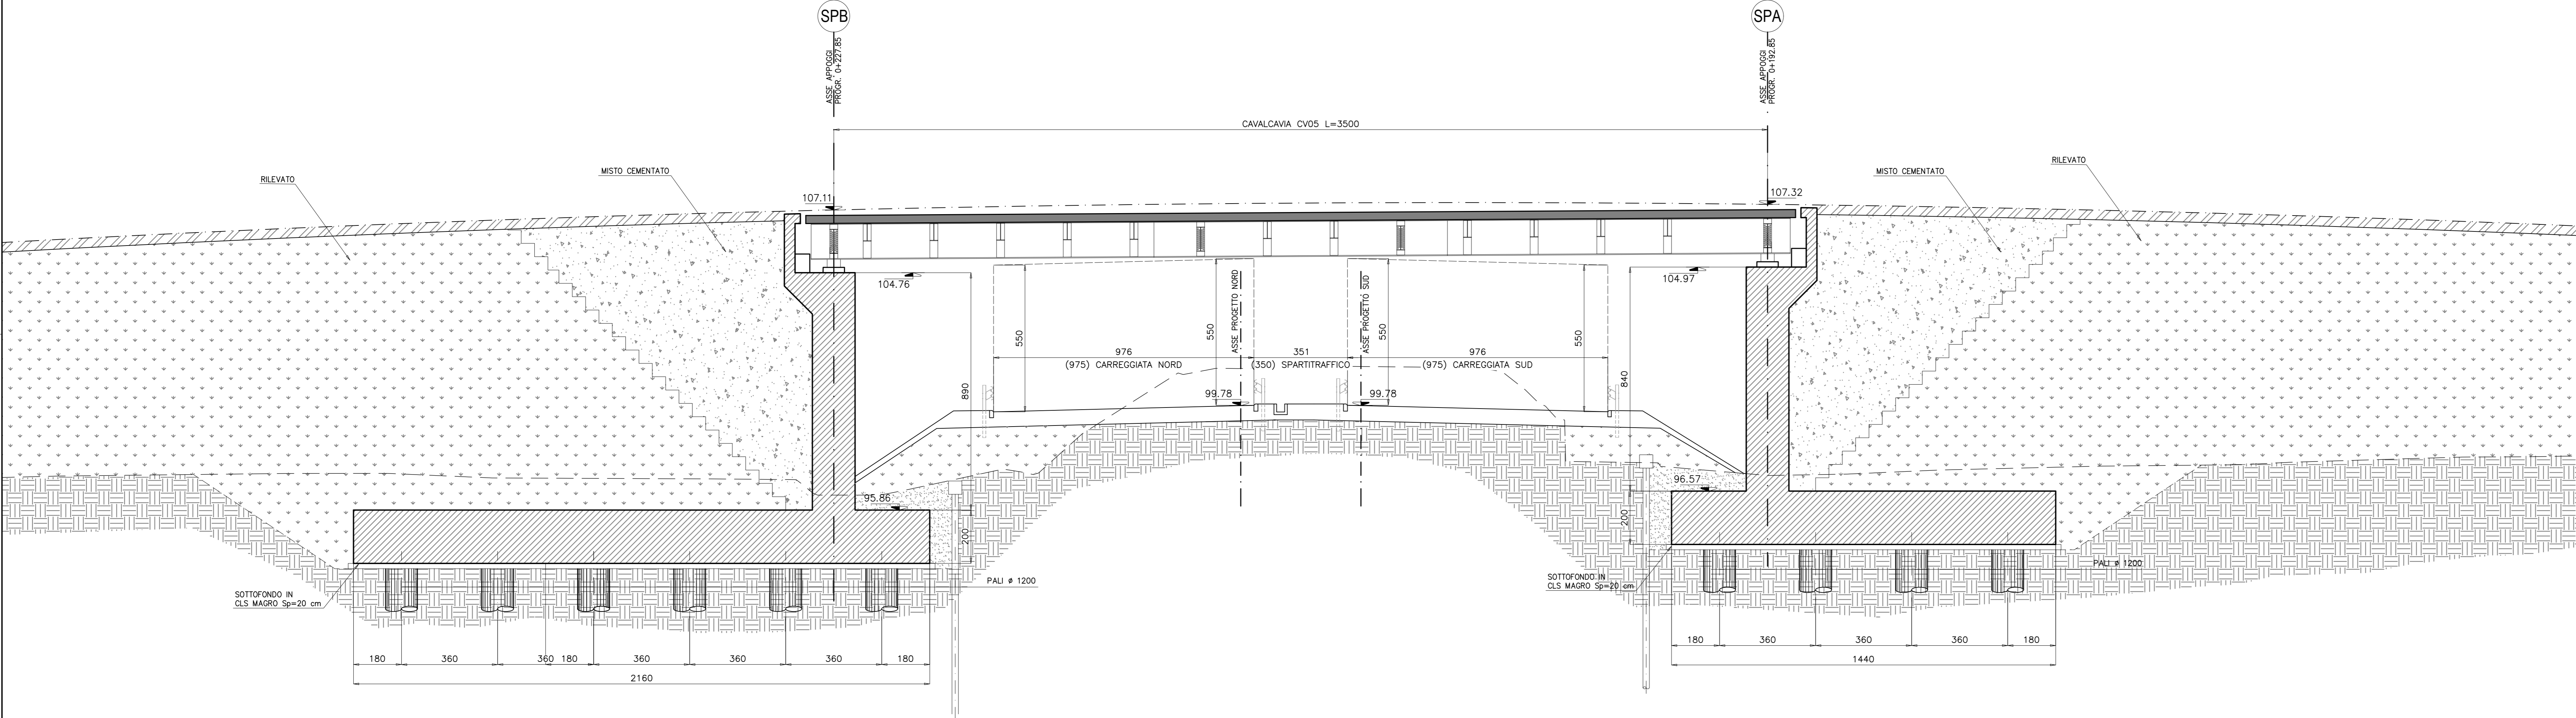 SPB
SPA
ASSE APPOGGI
PROGR. 0+227.85
ASSE APPOGGI
PROGR. 0+192.85
CAVALCAVIA CV05 L=3500
RILEVATO
MISTO CEMENTATO
MISTO CEMENTATO
RILEVATO
107.11
107.32
104.76
104.97
ASSE PROGETTO NORD
ASSE PROGETTO SUD
550
550
550
550
976
351
976
(975) CARREGGIATA NORD
(350) SPARTITRAFFICO
(975) CARREGGIATA SUD
890
840
99.78
99.78
95.86
96.57
200
200
PALI ø 1200
PALI ø 1200
SOTTOFONDO IN
CLS MAGRO Sp=20 cm
SOTTOFONDO IN
CLS MAGRO Sp=20 cm
180
360
360
180
360
360
360
180
2160
180
360
360
360
180
1440